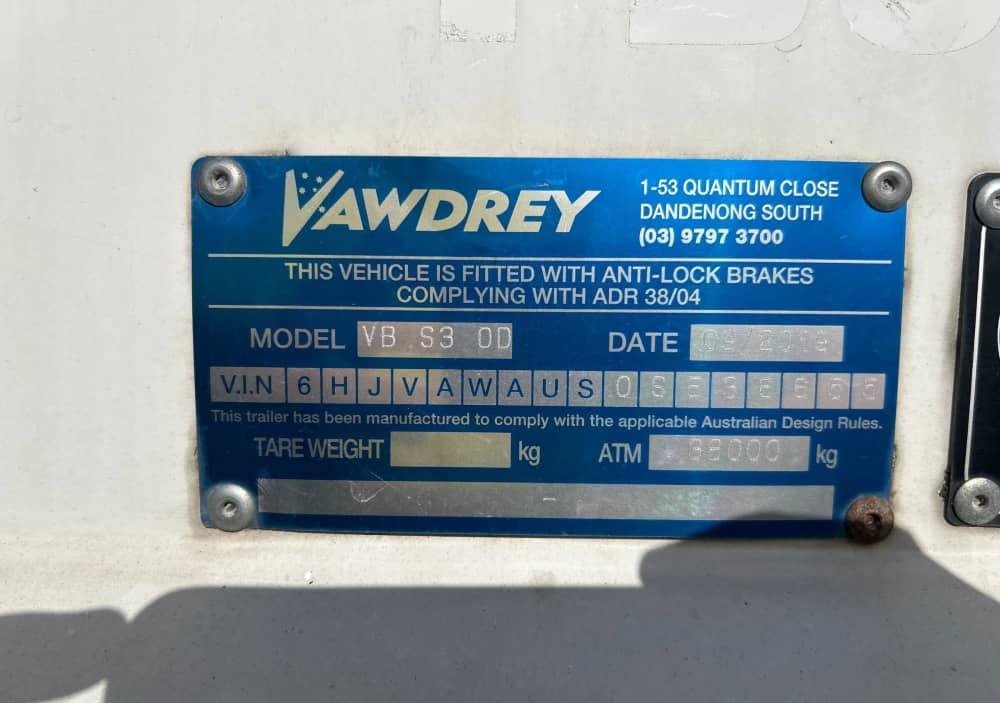 VAWDREY
1-53 QUANTUM CLOSE
DANDENONG SOUTH
(03) 9797 3700
THIS VEHICLE IS FITTED WITH ANTI-LOCK BRAKES
COMPLYING WITH ADR 38/04
MODEL VB S3 OD DATE
V.I.N 6HJVAWAUS
This trailer has been manufactured to comply with the applicable Australian Design Rules.
TARE WEIGHT kg ATM kg